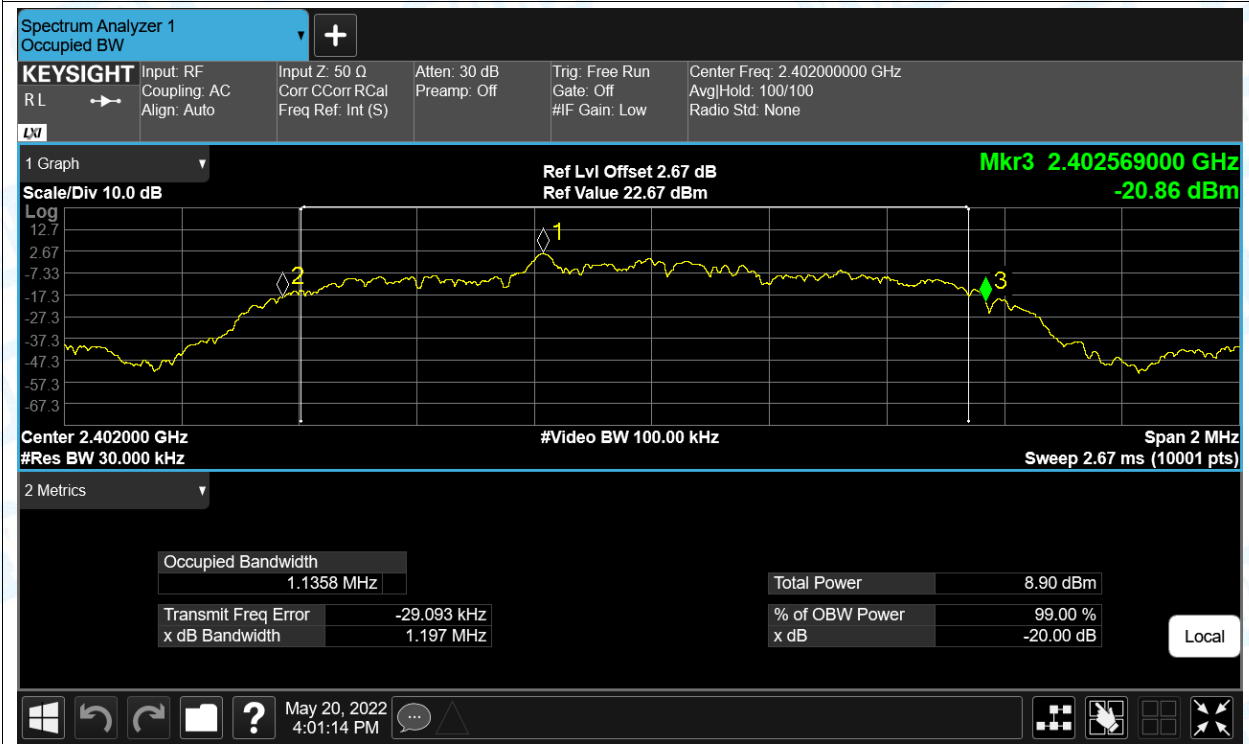 Spectrum Analyzer 1
Occupied BW
+
KEYSIGHT Input: RF Input Z: 50 Ω Atten: 30 dB Trig: Free Run Center Freq: 2.402000000 GHz
R L Coupling: AC Corr CCorr RCal Preamp: Off Gate: Off Avg|Hold: 100/100
Align: Auto Freq Ref: Int (S) #IF Gain: Low Radio Std: None
LXI
1 Graph Ref Lvl Offset 2.67 dB Mkr3 2.402569000 GHz
Scale/Div 10.0 dB Ref Value 22.67 dBm -20.86 dBm
Log
12.7
1
2.67
-7.33
2
3
-17.3
-27.3
-37.3
-47.3
-57.3
-67.3
Center 2.402000 GHz #Video BW 100.00 kHz Span 2 MHz
#Res BW 30.000 kHz Sweep 2.67 ms (10001 pts)
2 Metrics
Occupied Bandwidth
1.1358 MHz Total Power 8.90 dBm
Transmit Freq Error -29.093 kHz % of OBW Power 99.00 %
x dB Bandwidth 1.197 MHz x dB -20.00 dB
Local
? May 20, 2022
4:01:14 PM